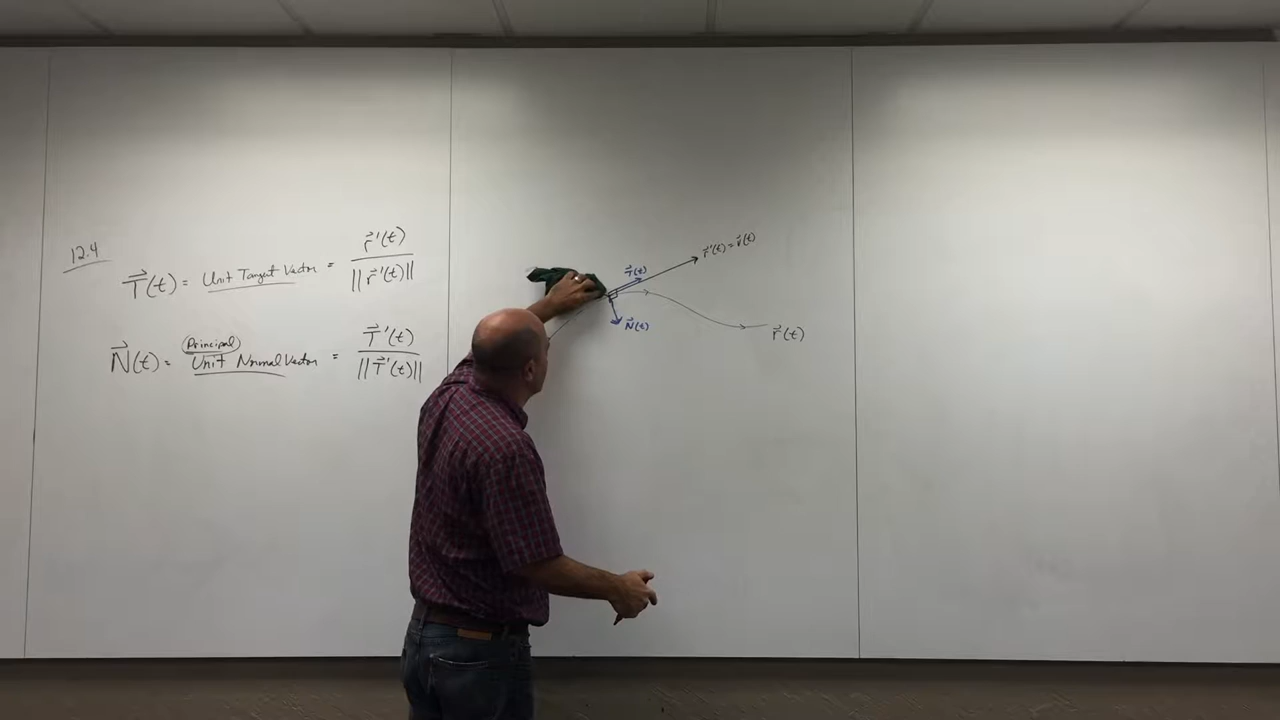 12.4
T⃗(t) = Unit Tangent Vector = r⃗'(t) / ||r⃗'(t)||
N⃗(t) = (Principal) Unit Normal Vector = T⃗'(t) / ||T⃗'(t)||
r⃗'(t) = v⃗(t)
T⃗(t)
N⃗(t)
r⃗(t)